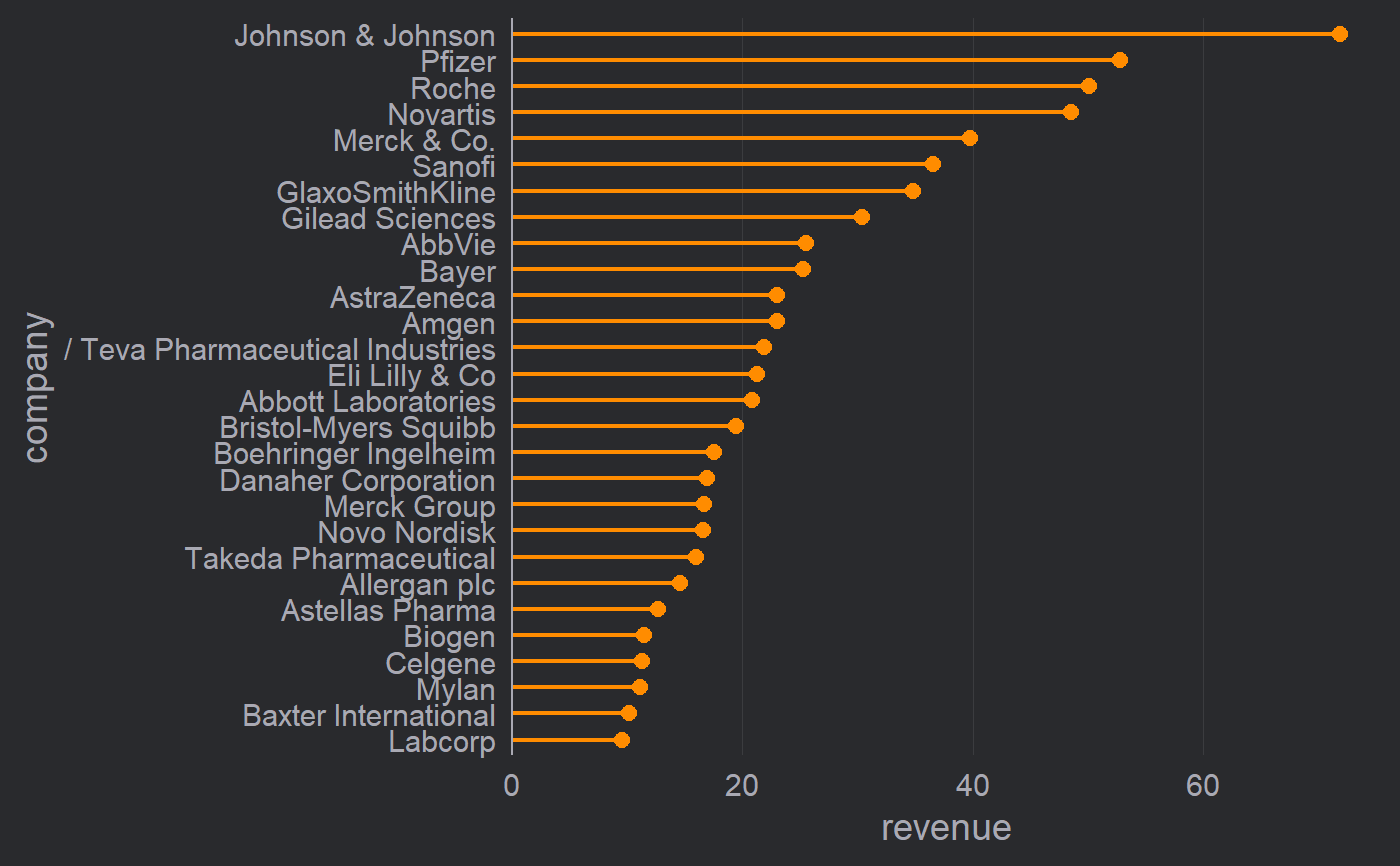 Johnson & Johnson
Pfizer
Roche
Novartis
Merck & Co.
Sanofi
GlaxoSmithKline
Gilead Sciences
AbbVie
Bayer
AstraZeneca
Amgen
/ Teva Pharmaceutical Industries
Eli Lilly & Co
Abbott Laboratories
Bristol-Myers Squibb
Boehringer Ingelheim
Danaher Corporation
Merck Group
Novo Nordisk
Takeda Pharmaceutical
Allergan plc
Astellas Pharma
Biogen
Celgene
Mylan
Baxter International
Labcorp
company
0 20 40 60
revenue